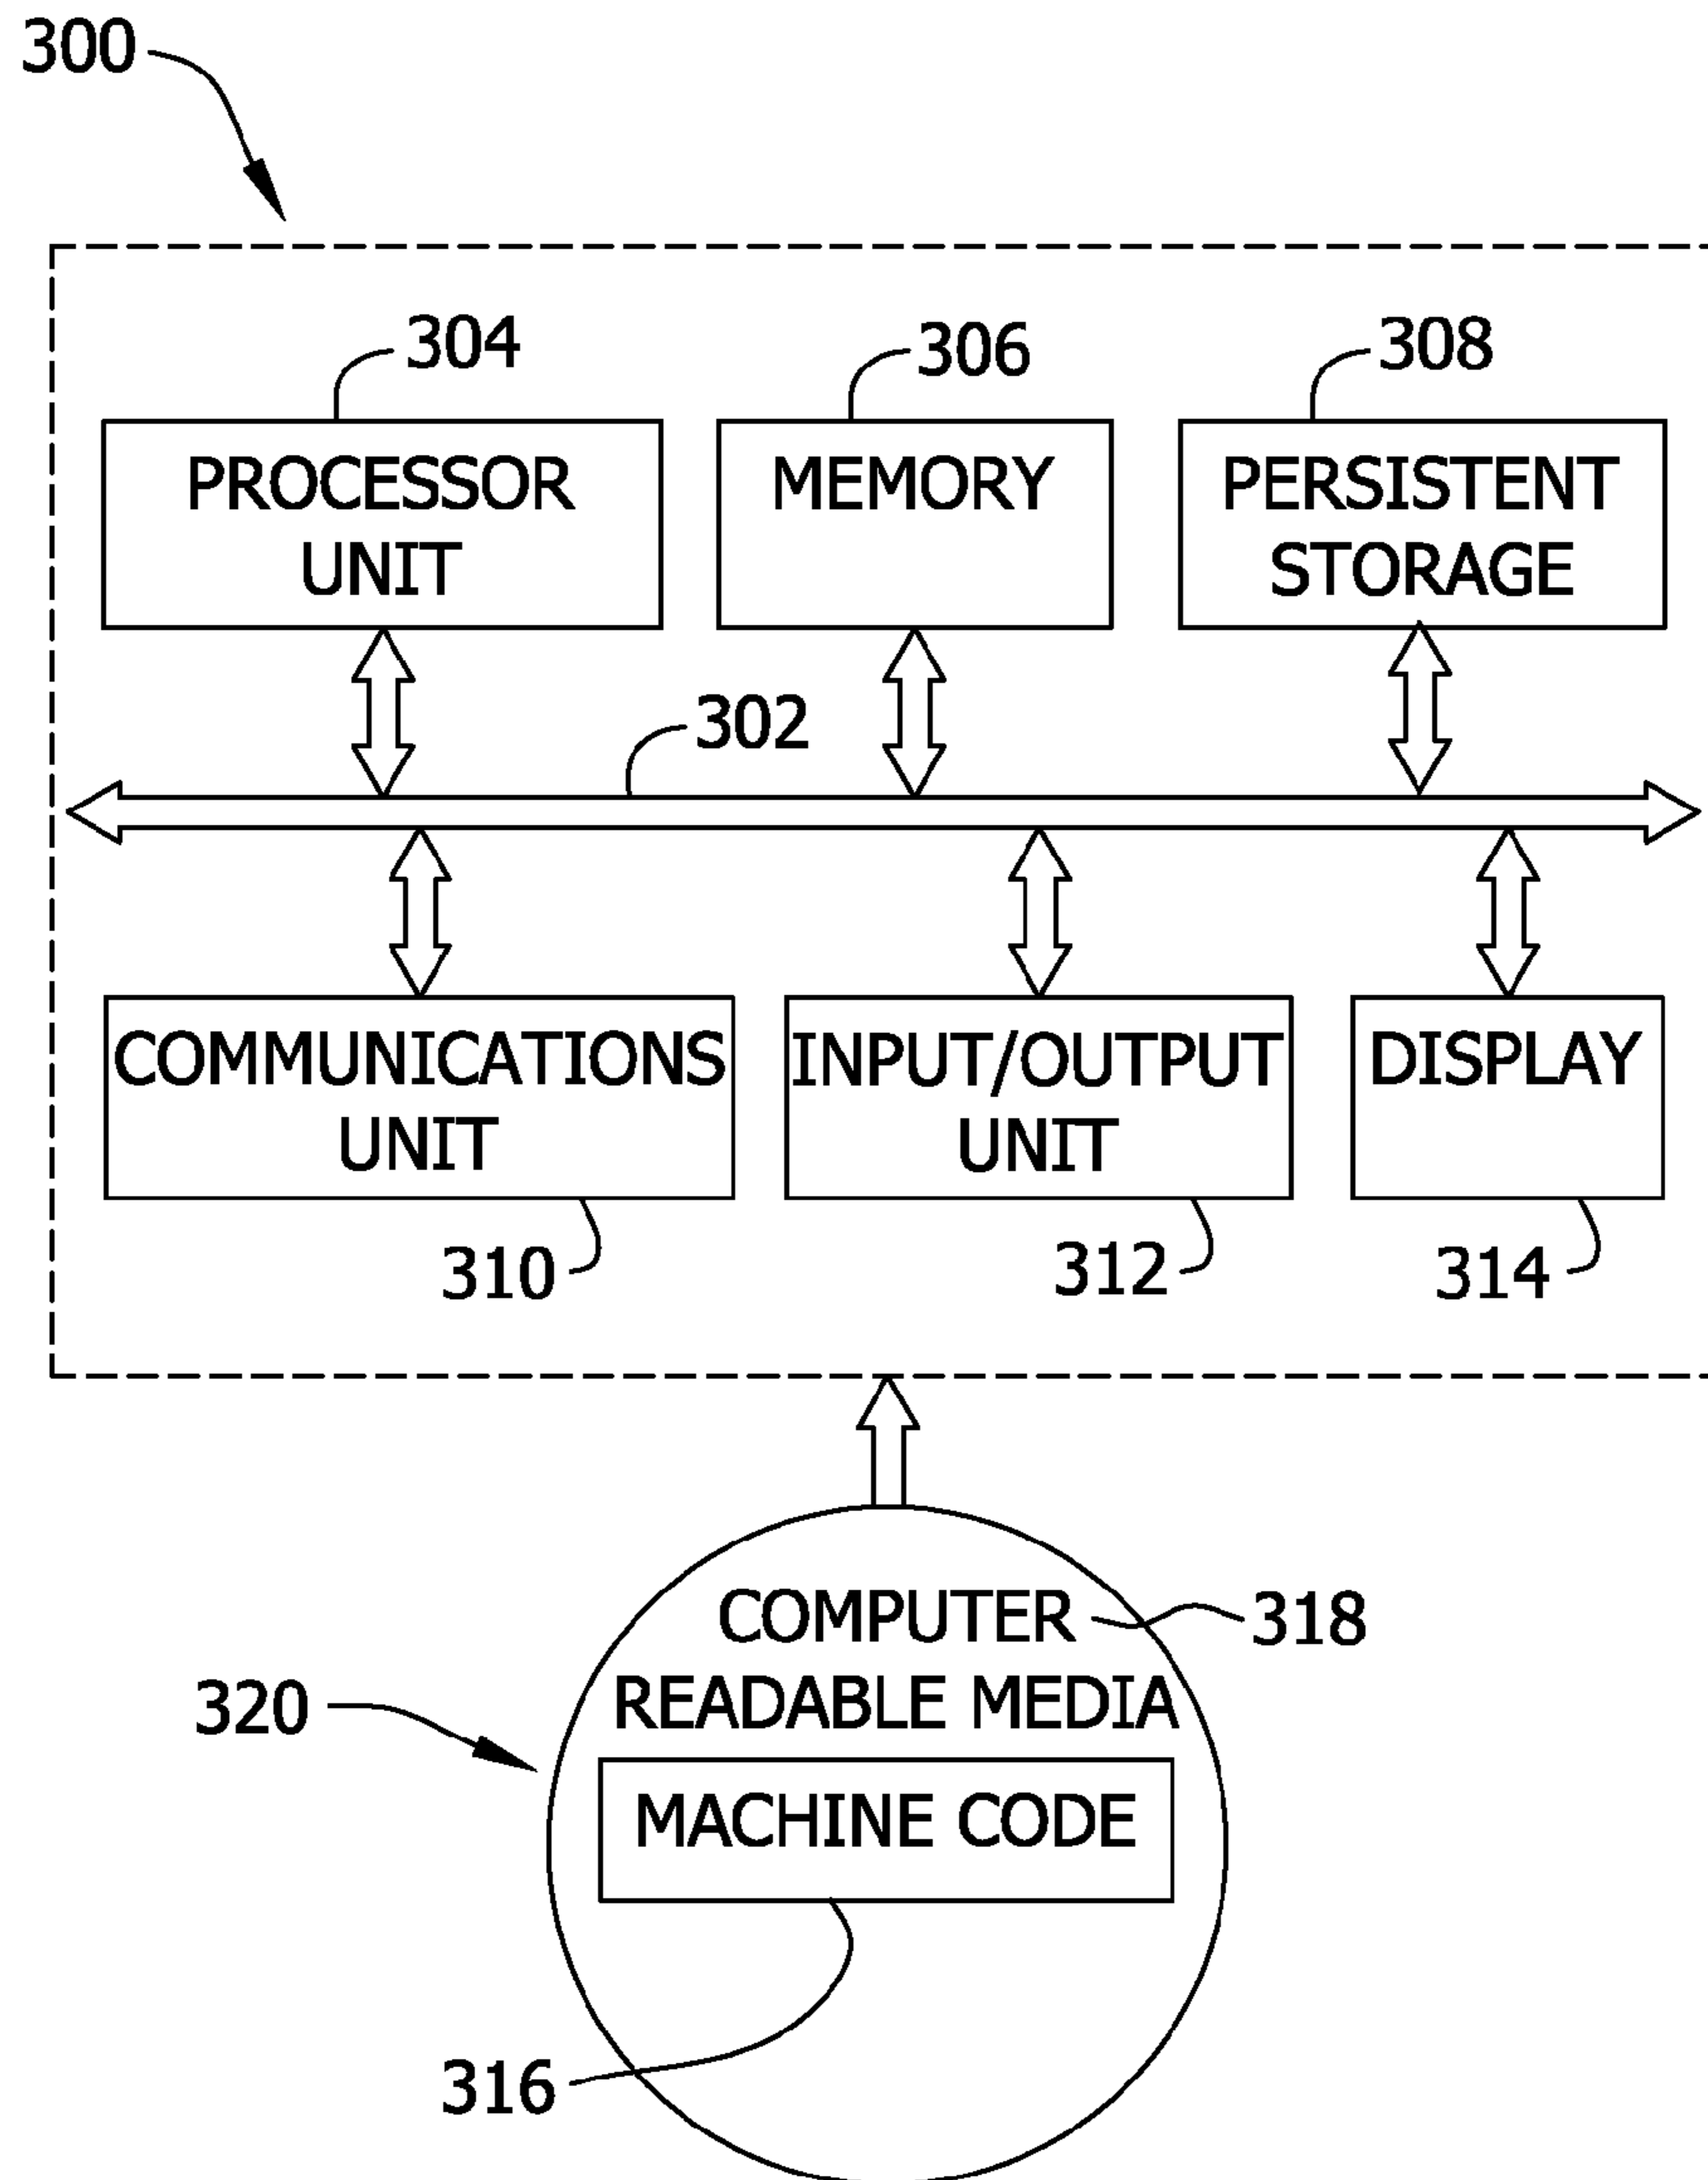 300
304
306
308
PROCESSOR
UNIT
MEMORY
PERSISTENT
STORAGE
302
COMMUNICATIONS
UNIT
INPUT/OUTPUT
UNIT
DISPLAY
310
312
314
COMPUTER
READABLE MEDIA
318
320
MACHINE CODE
316